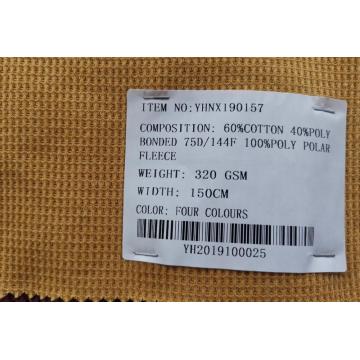 ITEM NO:YHNX190157
COMPOSITION: 60%COTTON 40%POLY
BONDED 75D/144F 100%POLY POLAR
FLEECE
WEIGHT: 320 GSM
WIDTH: 150CM
COLOR: FOUR COLOURS
YH2019100025